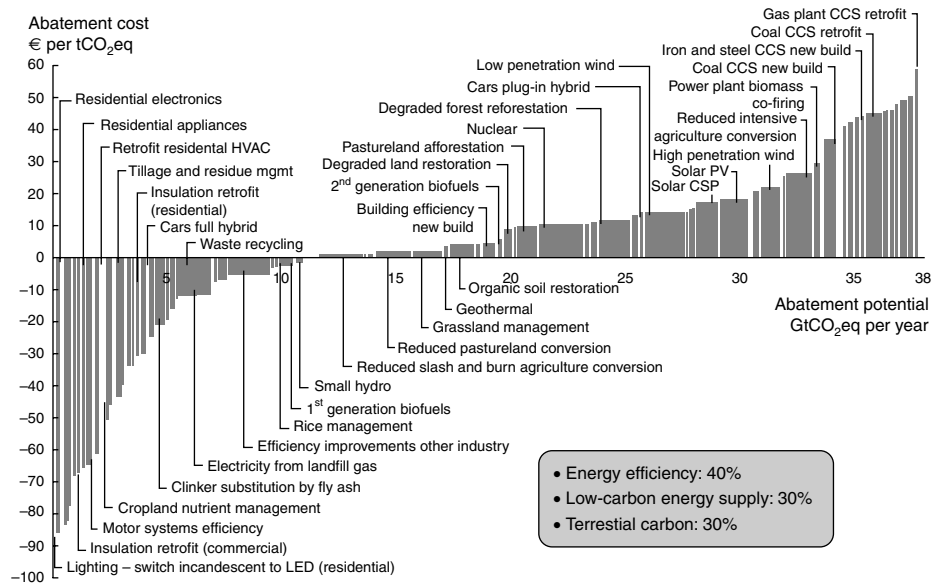 Abatement cost
€ per tCO₂eq
60
50
40
30
20
10
0
–10
–20
–30
–40
–50
–60
–70
–80
–90
–100
5
10
15
20
25
30
35
38
Abatement potential
GtCO₂eq per year
Residential electronics
Residential appliances
Retrofit residental HVAC
Tillage and residue mgmt
Insulation retrofit
(residential)
Cars full hybrid
Waste recycling
Gas plant CCS retrofit
Coal CCS retrofit
Iron and steel CCS new build
Coal CCS new build
Power plant biomass
co-firing
Reduced intensive
agriculture conversion
High penetration wind
Solar PV
Solar CSP
Low penetration wind
Cars plug-in hybrid
Degraded forest reforestation
Nuclear
Pastureland afforestation
Degraded land restoration
2nd generation biofuels
Building efficiency
new build
Organic soil restoration
Geothermal
Grassland management
Reduced pastureland conversion
Reduced slash and burn agriculture conversion
Small hydro
1st generation biofuels
Rice management
Efficiency improvements other industry
Electricity from landfill gas
Clinker substitution by fly ash
Cropland nutrient management
Motor systems efficiency
Insulation retrofit (commercial)
Lighting – switch incandescent to LED (residential)
• Energy efficiency: 40%
• Low-carbon energy supply: 30%
• Terrestial carbon: 30%